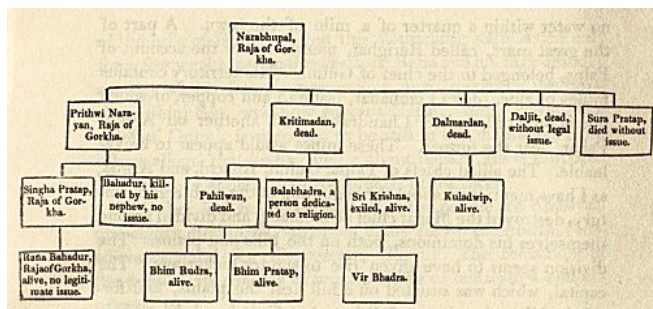 Narabhupal,
Raja of Gor-
kha.
Prithwi Nara-
yan, Raja of
Gorkha.
Kritimadan,
dead.
Dalmardan,
dead.
Daljit, dead,
without legal
issue.
Sura Pratap,
died without
issue.
Singha Pratap,
Raja of Gor-
kha.
Bahadur, kill-
ed by his
nephew, no
issue.
Pahilwan,
dead.
Balabhadra, a
person dedica-
ted to religion.
Sri Krishna,
exiled, alive.
Kuladwip,
alive.
Rana Bahadur,
Raja of Gorkha,
alive, no legiti-
mate issue.
Bhim Rudra,
alive.
Bhim Pratap,
alive.
Vir Bhadra.